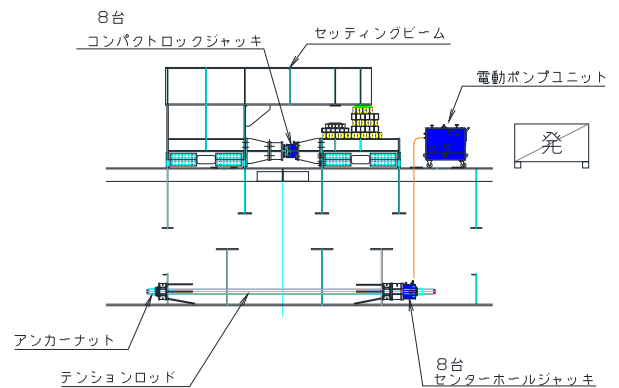 8台
コンパクトロックジャッキ
セッティングビーム
電動ポンプユニット
発
アンカーナット
テンションロッド
8台
センターホールジャッキ